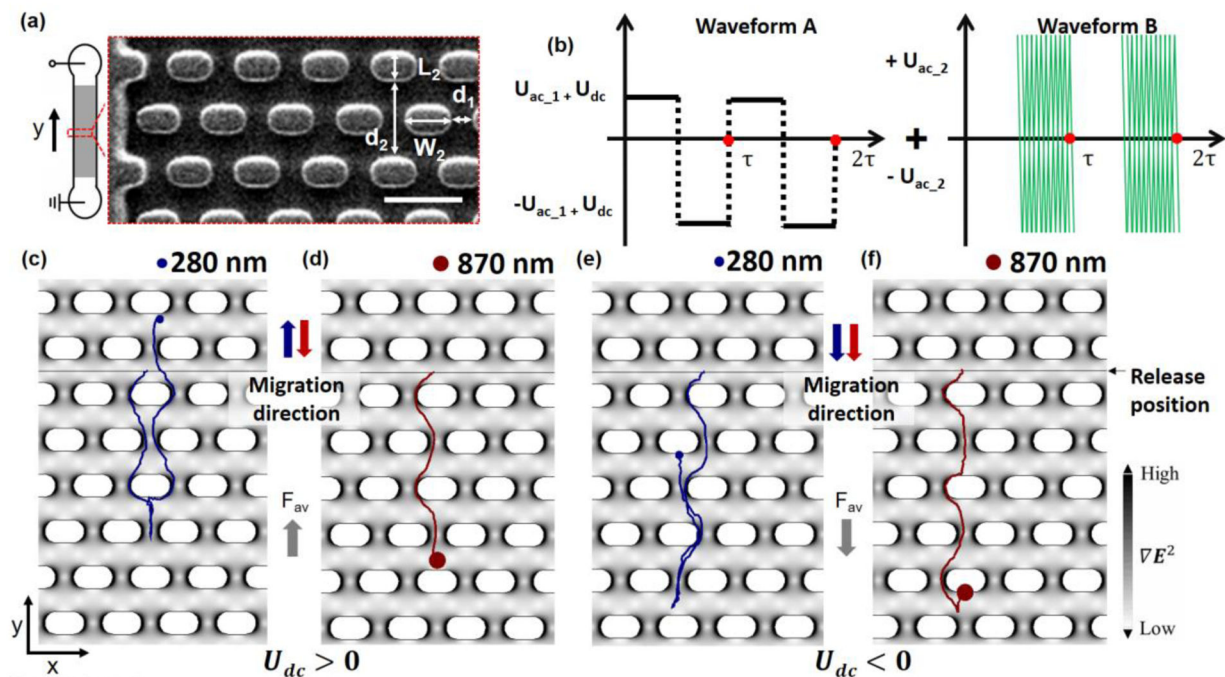 (a)
y
L2
d1
d2
W2
(b)
Waveform A
Uac_1 + Udc
-Uac_1 + Udc
τ
2τ
+
Waveform B
+ Uac_2
- Uac_2
τ
2τ
(c)
280 nm
(d)
870 nm
(e)
280 nm
(f)
870 nm
Migration
direction
Migration
direction
Release
position
Fav
Fav
High
∇E²
Low
y
x
Udc > 0
Udc < 0